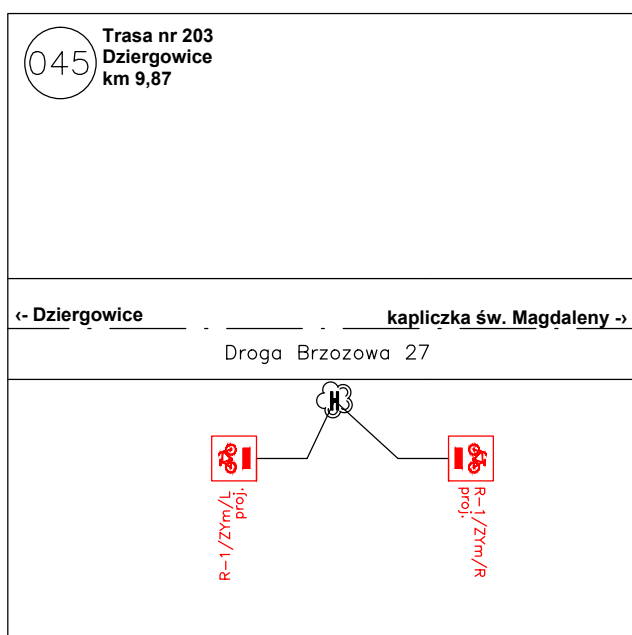 045
Trasa nr 203
Dziergowice
km 9,87
<- Dziergowice
kapliczka św. Magdaleny ->
Droga Brzozowa 27
H
R-1/ZYm/L
proj.
R-1/ZYm/R
proj.